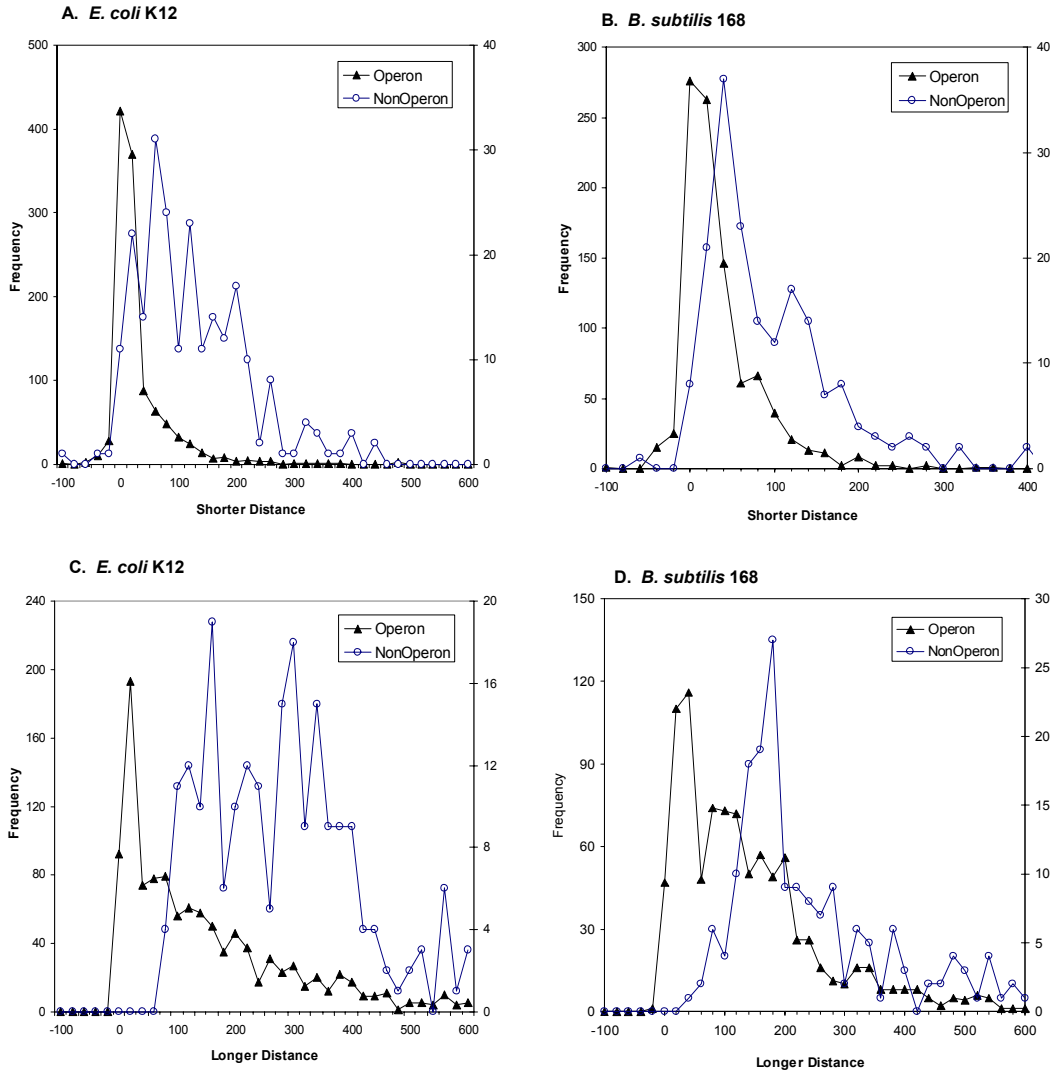 A. E. coli K12
500
400
300
200
100
0
40
30
20
10
0
Frequency
Operon
NonOperon
-100 0 100 200 300 400 500 600
Shorter Distance
B. B. subtilis 168
300
250
200
150
100
50
0
40
30
20
10
0
Frequency
Operon
NonOperon
-100 0 100 200 300 400
Shorter Distance
C. E. coli K12
240
200
160
120
80
40
0
20
16
12
8
4
0
Frequency
Operon
NonOperon
-100 0 100 200 300 400 500 600
Longer Distance
D. B. subtilis 168
150
120
90
60
30
0
30
25
20
15
10
5
0
Frequency
Operon
NonOperon
-100 0 100 200 300 400 500 600
Longer Distance